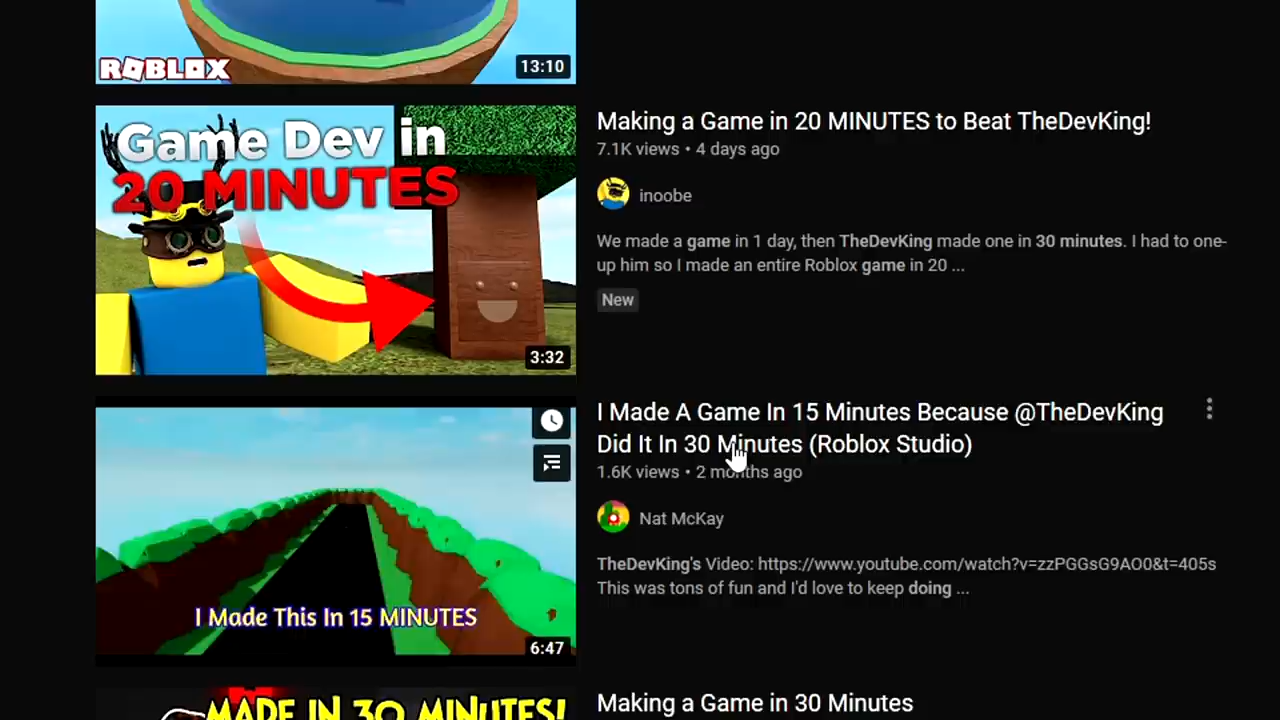 ROBLOX
13:10
Game Dev in
20 MINUTES
3:32
Making a Game in 20 MINUTES to Beat TheDevKing!
7.1K views • 4 days ago
inoobe
We made a game in 1 day, then TheDevKing made one in 30 minutes. I had to one-
up him so I made an entire Roblox game in 20 ...
New
I Made This In 15 MINUTES
6:47
I Made A Game In 15 Minutes Because @TheDevKing
Did It In 30 Minutes (Roblox Studio)
1.6K views • 2 months ago
Nat McKay
TheDevKing's Video: https://www.youtube.com/watch?v=zzPGGsG9AO0&t=405s
This was tons of fun and I'd love to keep doing ...
MADE IN 30 MINUTES!
Making a Game in 30 Minutes